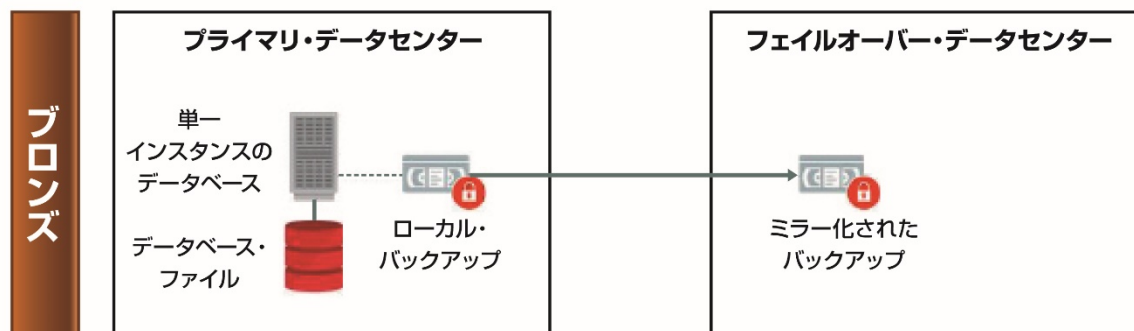 ブロンズ
プライマリ・データセンター
単一
インスタンスの
データベース
データベース・
ファイル
ローカル・
バックアップ
フェイルオーバー・データセンター
ミラー化された
バックアップ